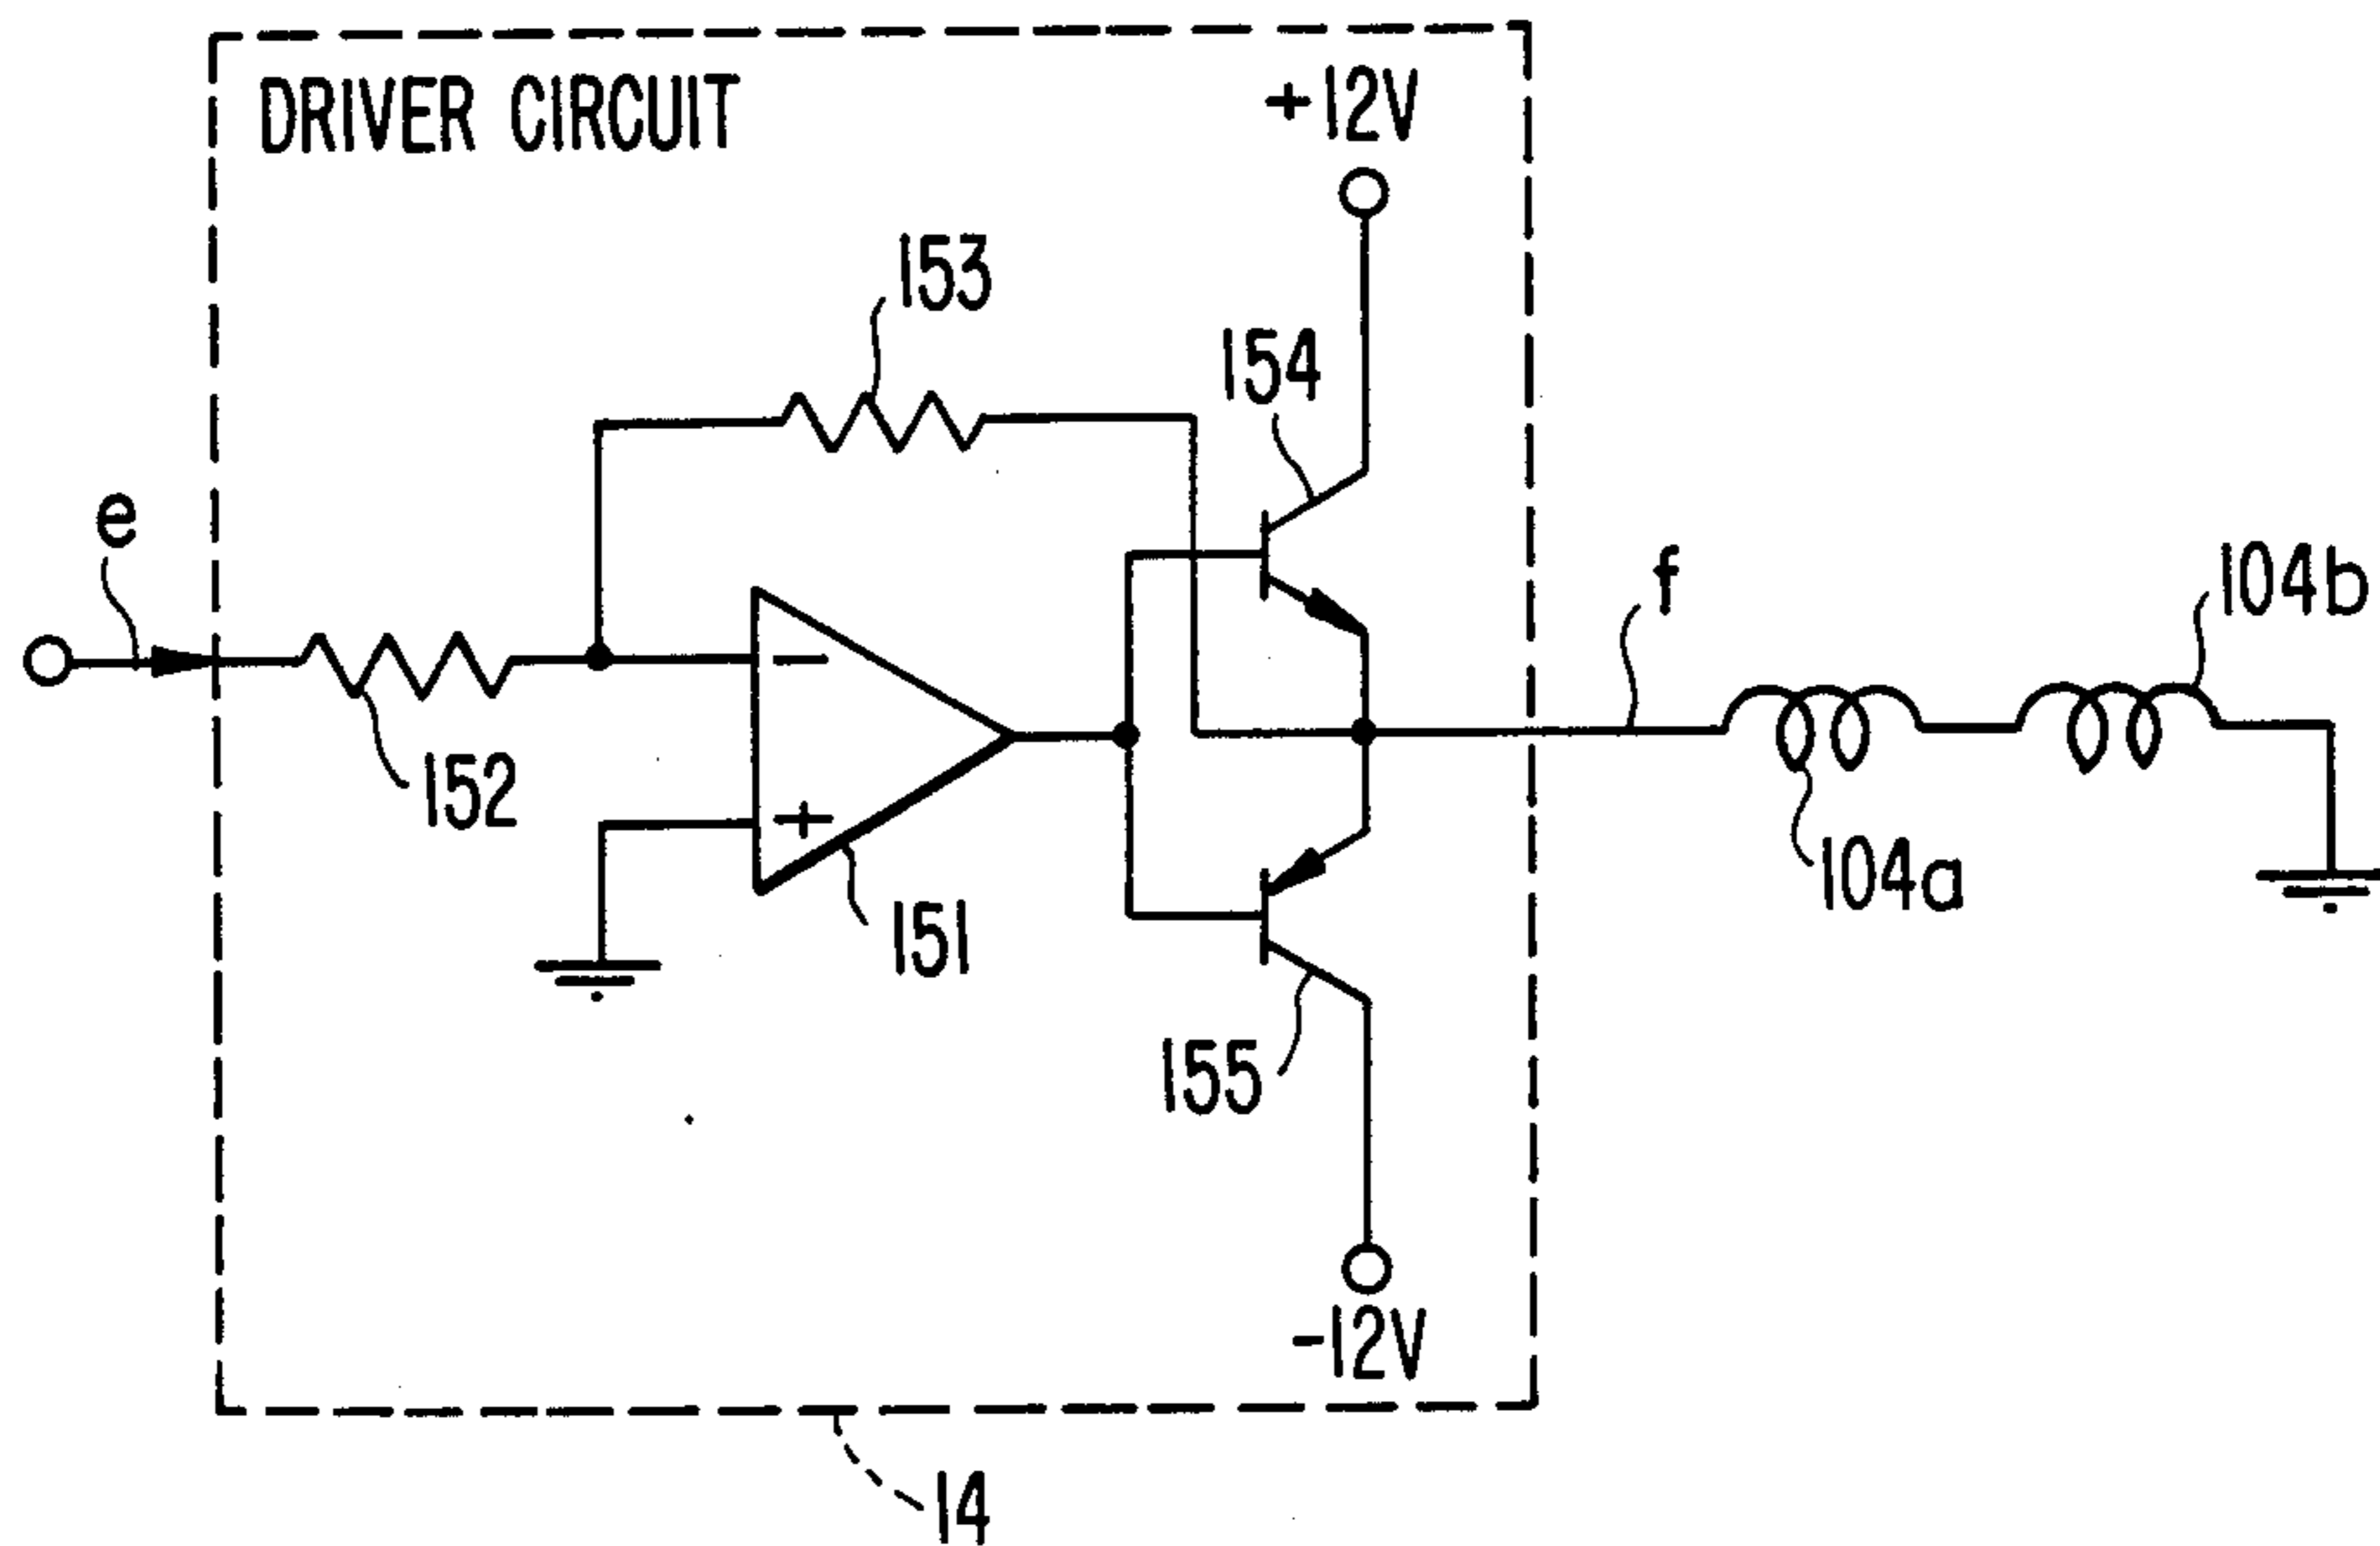 DRIVER CIRCUIT
+12V
153
154
e
f
104b
152
−
+
104a
151
155
-12V
14